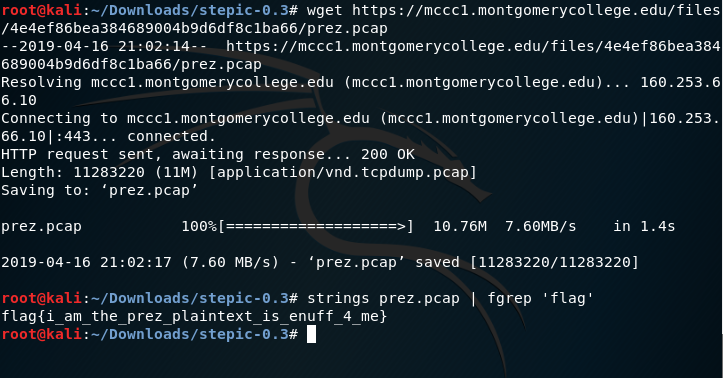 root@kali:~/Downloads/stepic-0.3# wget https://mccc1.montgomerycollege.edu/files
/4e4ef86bea384689004b9d6df8c1ba66/prez.pcap
--2019-04-16 21:02:14--  https://mccc1.montgomerycollege.edu/files/4e4ef86bea384
689004b9d6df8c1ba66/prez.pcap
Resolving mccc1.montgomerycollege.edu (mccc1.montgomerycollege.edu)... 160.253.6
6.10
Connecting to mccc1.montgomerycollege.edu (mccc1.montgomerycollege.edu)|160.253.
66.10|:443... connected.
HTTP request sent, awaiting response... 200 OK
Length: 11283220 (11M) [application/vnd.tcpdump.pcap]
Saving to: ‘prez.pcap’
prez.pcap           100%[===================>]  10.76M  7.60MB/s    in 1.4s
2019-04-16 21:02:17 (7.60 MB/s) - ‘prez.pcap’ saved [11283220/11283220]
root@kali:~/Downloads/stepic-0.3# strings prez.pcap | fgrep 'flag'
flag{i_am_the_prez_plaintext_is_enuff_4_me}
root@kali:~/Downloads/stepic-0.3#